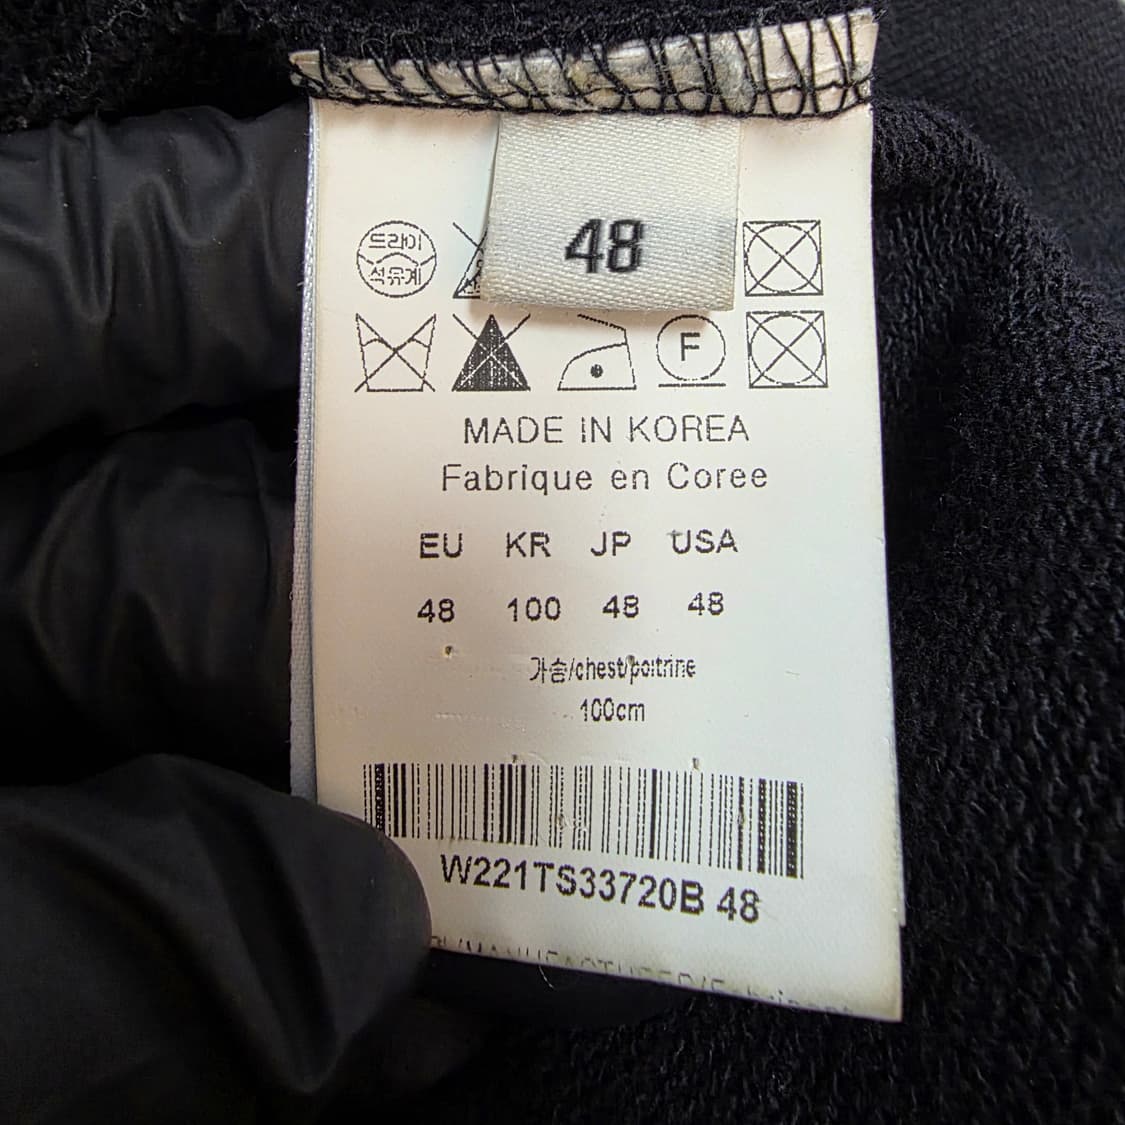 48
드라이
석유계
F
MADE IN KOREA
Fabrique en Coree
EU KR JP USA
48 100 48 48
가슴/chest/poitrine
100cm
W221TS33720B 48